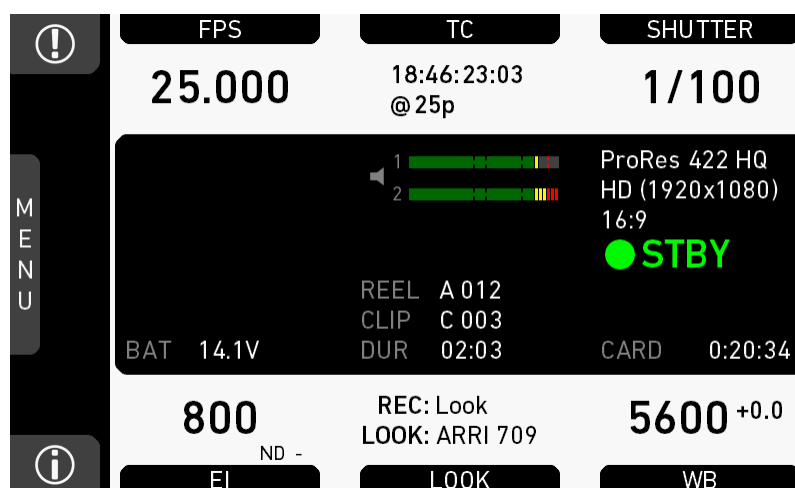 FPS
TC
SHUTTER
25.000
18:46:23:03
@25p
1/100
MENU
1
2
ProRes 422 HQ
HD (1920x1080)
16:9
STBY
REEL A 012
CLIP C 003
DUR 02:03
BAT 14.1V
CARD 0:20:34
800
ND -
REC: Look
LOOK: ARRI 709
5600 +0.0
EI
LOOK
WB